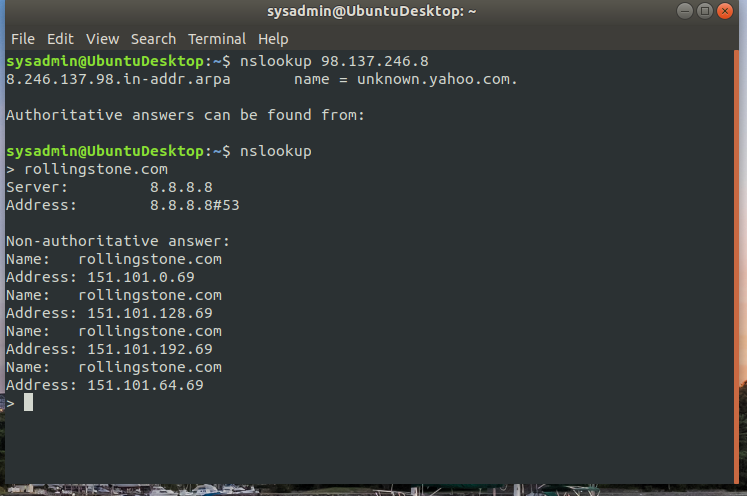 sysadmin@UbuntuDesktop: ~
File Edit View Search Terminal Help
sysadmin@UbuntuDesktop:~$ nslookup 98.137.246.8
8.246.137.98.in-addr.arpa       name = unknown.yahoo.com.
Authoritative answers can be found from:
sysadmin@UbuntuDesktop:~$ nslookup
> rollingstone.com
Server:         8.8.8.8
Address:        8.8.8.8#53
Non-authoritative answer:
Name:   rollingstone.com
Address: 151.101.0.69
Name:   rollingstone.com
Address: 151.101.128.69
Name:   rollingstone.com
Address: 151.101.192.69
Name:   rollingstone.com
Address: 151.101.64.69
>